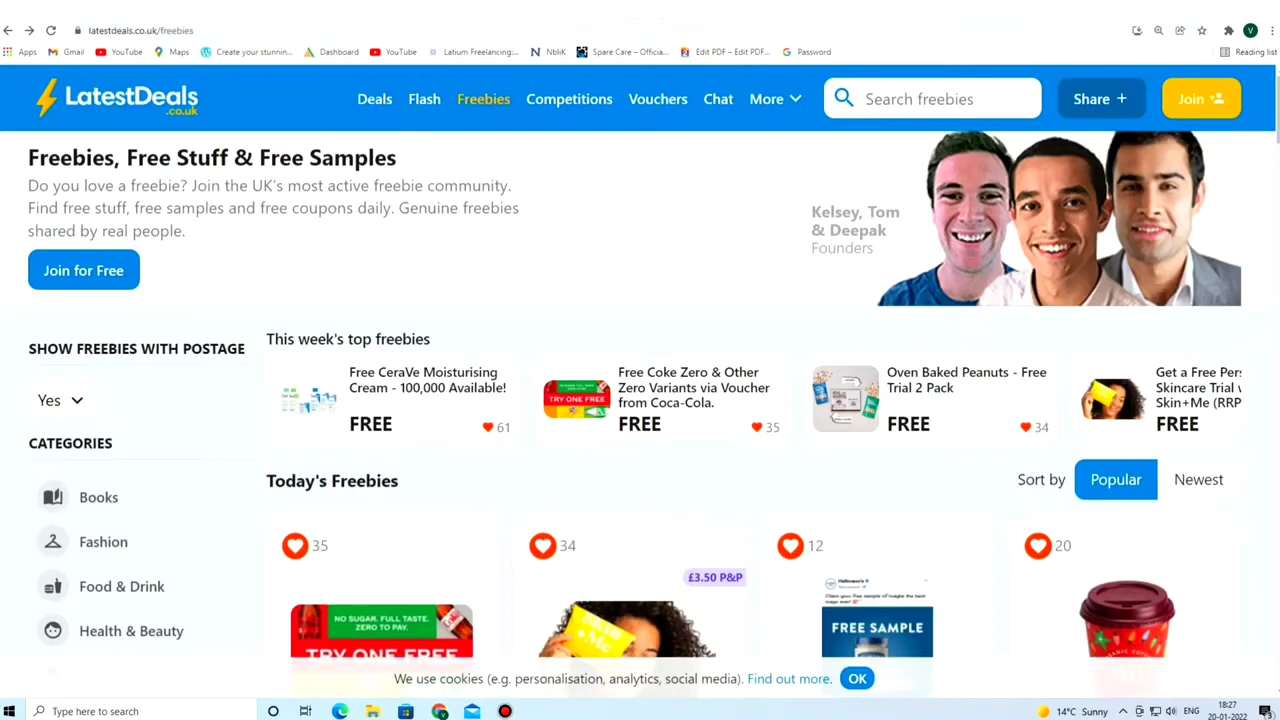 latestdeals.co.uk/freebies
Apps Gmail YouTube Maps Create your stunnin... Dashboard YouTube Latium Freelancing:... NbliK Spare Care – Officia... Edit PDF – Edit PDF... Password Reading list
LatestDeals
.co.uk
Deals Flash Freebies Competitions Vouchers Chat More Search freebies Share + Join
Freebies, Free Stuff & Free Samples
Do you love a freebie? Join the UK's most active freebie community.
Find free stuff, free samples and free coupons daily. Genuine freebies
shared by real people.
Join for Free
Kelsey, Tom
& Deepak
Founders
SHOW FREEBIES WITH POSTAGE
Yes
CATEGORIES
Books
Fashion
Food & Drink
Health & Beauty
This week's top freebies
Free CeraVe Moisturising
Cream - 100,000 Available!
FREE 61
TRY ONE FREE
Free Coke Zero & Other
Zero Variants via Voucher
from Coca-Cola.
FREE 35
Oven Baked Peanuts - Free
Trial 2 Pack
FREE 34
Get a Free Pers
Skincare Trial
Skin+Me (RRP
FREE
Today's Freebies
Sort by Popular Newest
35
NO SUGAR. FULL TASTE.
ZERO TO PAY.
TRY ONE FREE
34
£3.50 P&P
Skin
+Me
12
Hellmann's
FREE SAMPLE
20
We use cookies (e.g. personalisation, analytics, social media). Find out more. OK
Type here to search
14°C Sunny
ENG
18:27
20-01-2022